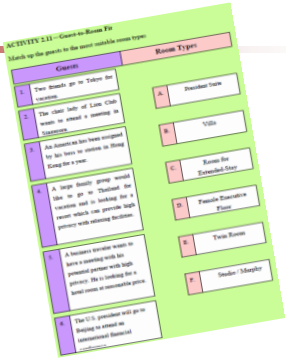 ACTIVITY 2.11—Guest-to-Room Fit
Match up the guests to the most suitable room types:
Guests
Room Types
1. Two friends go to Tokyo for
vacation.
2. The chair lady of Lion Club
wants to attend a meeting in
3. An American has been assigned
by his boss to station in Hong
Kong for a year.
4. A large family group would
like to go to Thailand for
vacation and is looking for a
resort which can provide high
privacy with relaxing facilities.
5. A business traveler wants to
have a meeting with his
potential partner with high
privacy. He is looking for a
hotel room at reasonable price.
6. The U.S. president will go to
Beijing to attend an
international financial
conference.
A. President Suite
B. Villa
C. Room for
Extended-Stay
D. Female Executive
Floor
E. Twin Room
F. Studio / Murphy